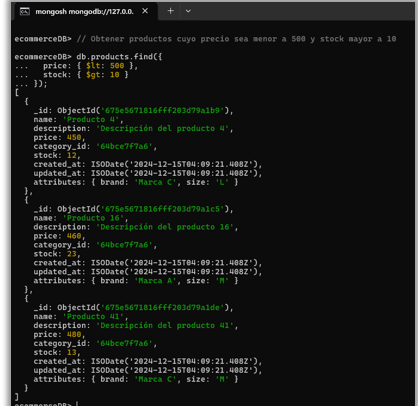 mongosh mongodb://127.0.0.
ecommerceDB> // Obtener productos cuyo precio sea menor a 500 y stock mayor a 10
ecommerceDB> db.products.find({
...   price: { $lt: 500 },
...   stock: { $gt: 10 }
... });
[
  {
    _id: ObjectId('675e5671816fff203d79a1b9'),
    name: 'Producto 4',
    description: 'Descripción del producto 4',
    price: 450,
    category_id: '64bce7f7a6',
    stock: 12,
    created_at: ISODate('2024-12-15T04:09:21.408Z'),
    updated_at: ISODate('2024-12-15T04:09:21.408Z'),
    attributes: { brand: 'Marca C', size: 'L' }
  },
  {
    _id: ObjectId('675e5671816fff203d79a1c5'),
    name: 'Producto 16',
    description: 'Descripción del producto 16',
    price: 460,
    category_id: '64bce7f7a6',
    stock: 23,
    created_at: ISODate('2024-12-15T04:09:21.408Z'),
    updated_at: ISODate('2024-12-15T04:09:21.408Z'),
    attributes: { brand: 'Marca A', size: 'M' }
  },
  {
    _id: ObjectId('675e5671816fff203d79a1de'),
    name: 'Producto 41',
    description: 'Descripción del producto 41',
    price: 480,
    category_id: '64bce7f7a6',
    stock: 13,
    created_at: ISODate('2024-12-15T04:09:21.408Z'),
    updated_at: ISODate('2024-12-15T04:09:21.408Z'),
    attributes: { brand: 'Marca C', size: 'M' }
  }
]
ecommerceDB>